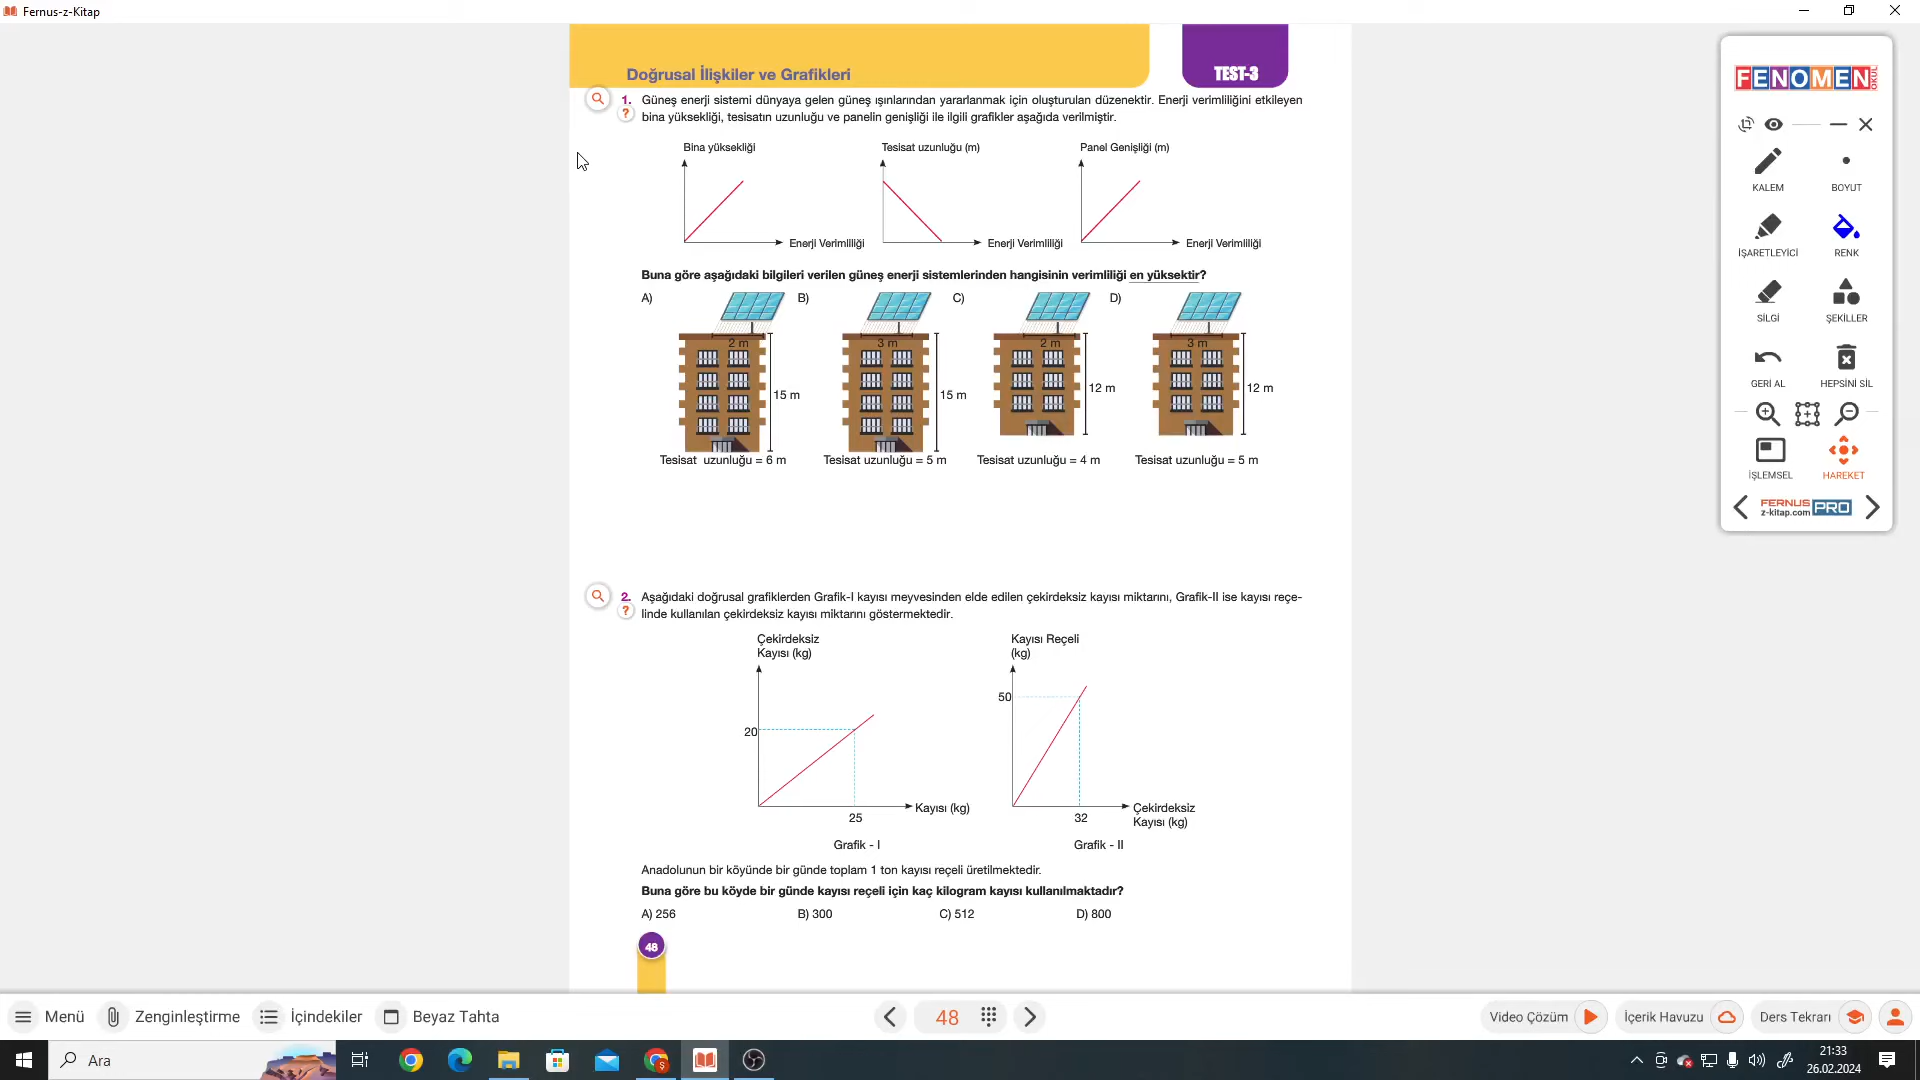 Fernus-z-Kitap
Doğrusal İlişkiler ve Grafikleri
TEST-3
1. Güneş enerji sistemi dünyaya gelen güneş ışınlarından yararlanmak için oluşturulan düzenektir. Enerji verimliliğini etkileyen
? bina yüksekliği, tesisatın uzunluğu ve panelin genişliği ile ilgili grafikler aşağıda verilmiştir.
Bina yüksekliği
Tesisat uzunluğu (m)
Panel Genişliği (m)
Enerji Verimliliği
Enerji Verimliliği
Enerji Verimliliği
Buna göre aşağıdaki bilgileri verilen güneş enerji sistemlerinden hangisinin verimliliği en yüksektir?
A) B) C) D)
2 m 3 m 2 m 3 m
15 m 15 m 12 m 12 m
Tesisat uzunluğu = 6 m Tesisat uzunluğu = 5 m Tesisat uzunluğu = 4 m Tesisat uzunluğu = 5 m
2. Aşağıdaki doğrusal grafiklerden Grafik-I kayısı meyvesinden elde edilen çekirdeksiz kayısı miktarını, Grafik-II ise kayısı reçe-
? linde kullanılan çekirdeksiz kayısı miktarını göstermektedir.
Çekirdeksiz
Kayısı (kg)
20
25
Kayısı (kg)
Grafik - I
Kayısı Reçeli
(kg)
50
32
Çekirdeksiz
Kayısı (kg)
Grafik - II
Anadolunun bir köyünde bir günde toplam 1 ton kayısı reçeli üretilmektedir.
Buna göre bu köyde bir günde kayısı reçeli için kaç kilogram kayısı kullanılmaktadır?
A) 256 B) 300 C) 512 D) 800
48
FENOMEN OKUL
KALEM BOYUT
İŞARETLEYİCİ RENK
SİLGİ ŞEKİLLER
GERİ AL HEPSİNİ SİL
İŞLEMSEL HAREKET
FERNUS
z-kitap.com PRO
Menü Zenginleştirme İçindekiler Beyaz Tahta 48 Video Çözüm İçerik Havuzu Ders Tekrarı
Ara
21:33
26.02.2024